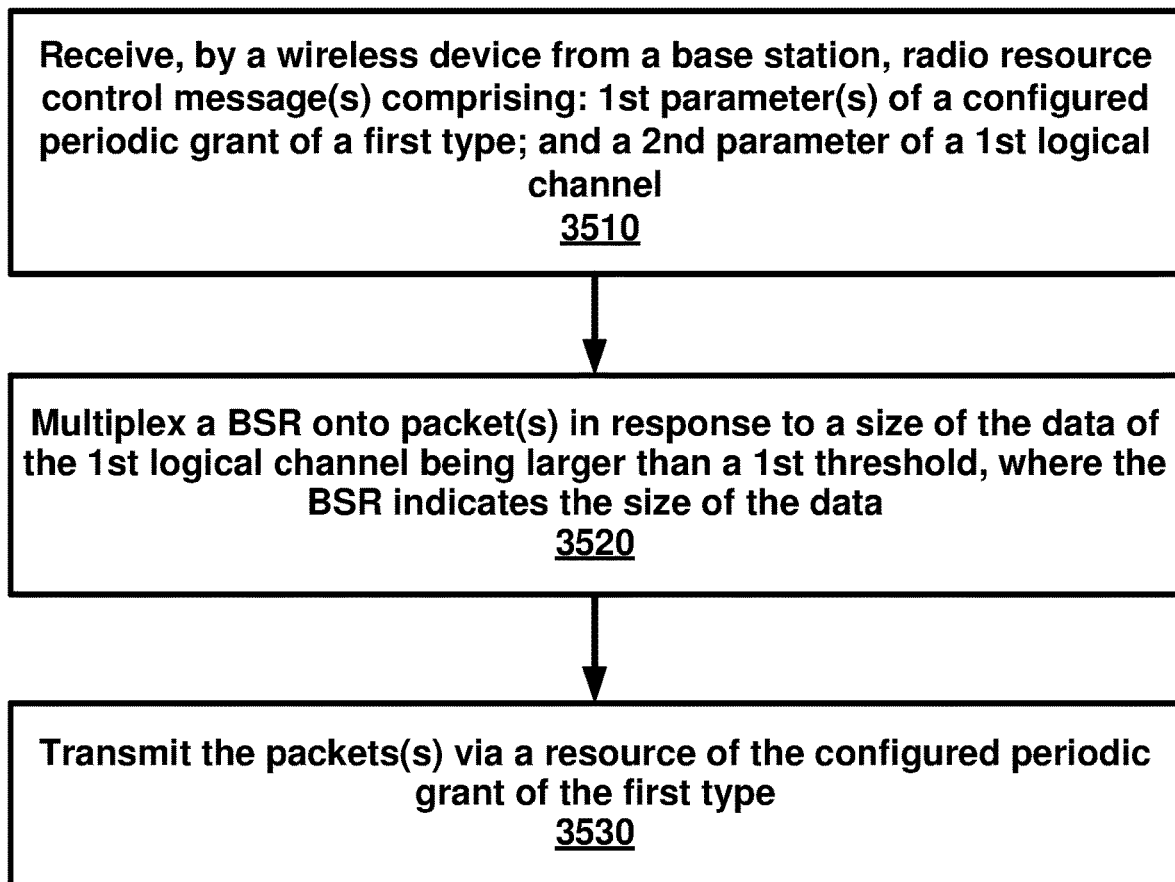 Receive, by a wireless device from a base station, radio resource
control message(s) comprising: 1st parameter(s) of a configured
periodic grant of a first type; and a 2nd parameter of a 1st logical
channel
3510
Multiplex a BSR onto packet(s) in response to a size of the data of
the 1st logical channel being larger than a 1st threshold, where the
BSR indicates the size of the data
3520
Transmit the packets(s) via a resource of the configured periodic
grant of the first type
3530